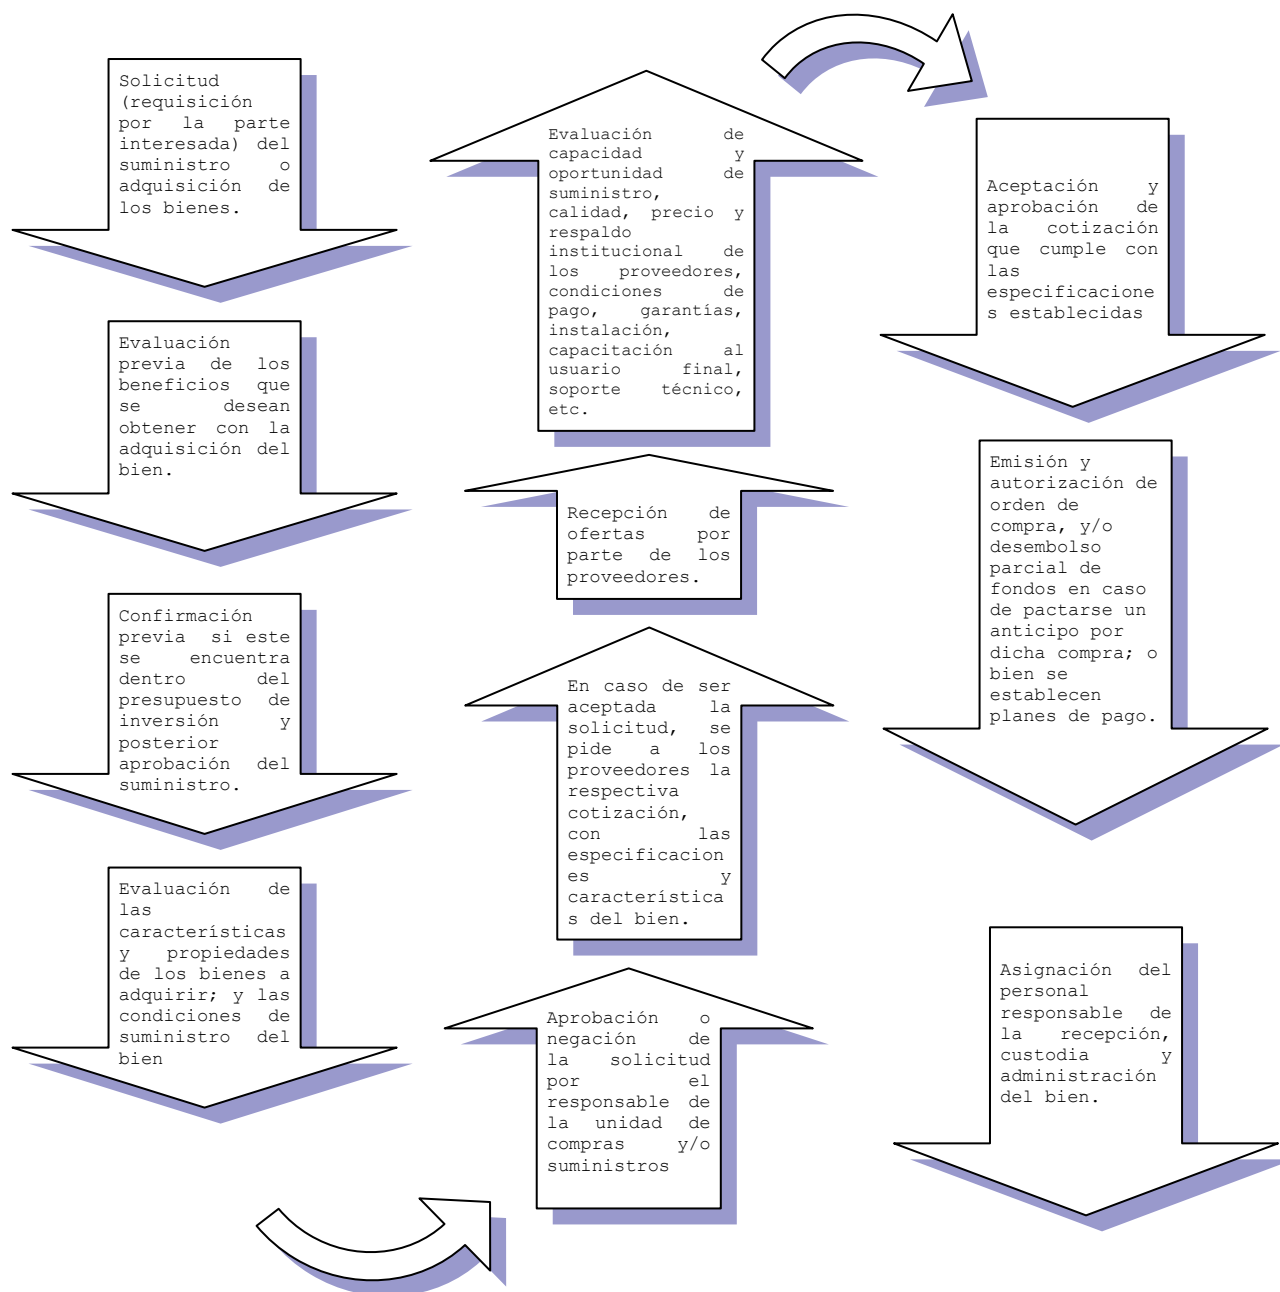 Solicitud
(requisición
por la parte
interesada) del
suministro o
adquisición de
los bienes.
Evaluación
previa de los
beneficios que
se desean
obtener con la
adquisición del
bien.
Confirmación
previa si este
se encuentra
dentro del
presupuesto de
inversión y
posterior
aprobación del
suministro.
Evaluación de
las
características
y propiedades
de los bienes a
adquirir; y las
condiciones de
suministro del
bien
Aprobación o
negación de
la solicitud
por el
responsable de
la unidad de
compras y/o
suministros
En caso de ser
aceptada la
solicitud, se
pide a los
proveedores la
respectiva
cotización,
con las
especificacion
es y
característica
s del bien.
Recepción de
ofertas por
parte de los
proveedores.
Evaluación de
capacidad y
oportunidad de
suministro,
calidad, precio y
respaldo
institucional de
los proveedores,
condiciones de
pago, garantías,
instalación,
capacitación al
usuario final,
soporte técnico,
etc.
Aceptación y
aprobación de
la cotización
que cumple con
las
especificacione
s establecidas
Emisión y
autorización de
orden de
compra, y/o
desembolso
parcial de
fondos en caso
de pactarse un
anticipo por
dicha compra; o
bien se
establecen
planes de pago.
Asignación del
personal
responsable de
la recepción,
custodia y
administración
del bien.